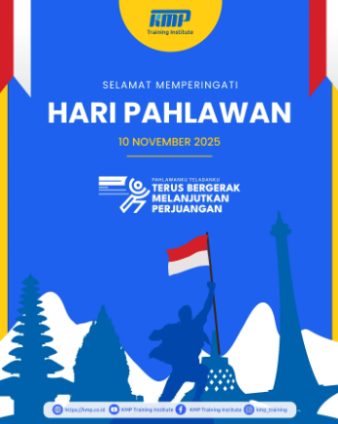 KMP
Training Institute
SELAMAT MEMPERINGATI
HARI PAHLAWAN
10 NOVEMBER 2025
PAHLAWANKU TELADANKU
TERUS BERGERAK
MELANJUTKAN
PERJUANGAN
https://kmp.co.id KMP Training Institute KMP Training Institute kmp_training